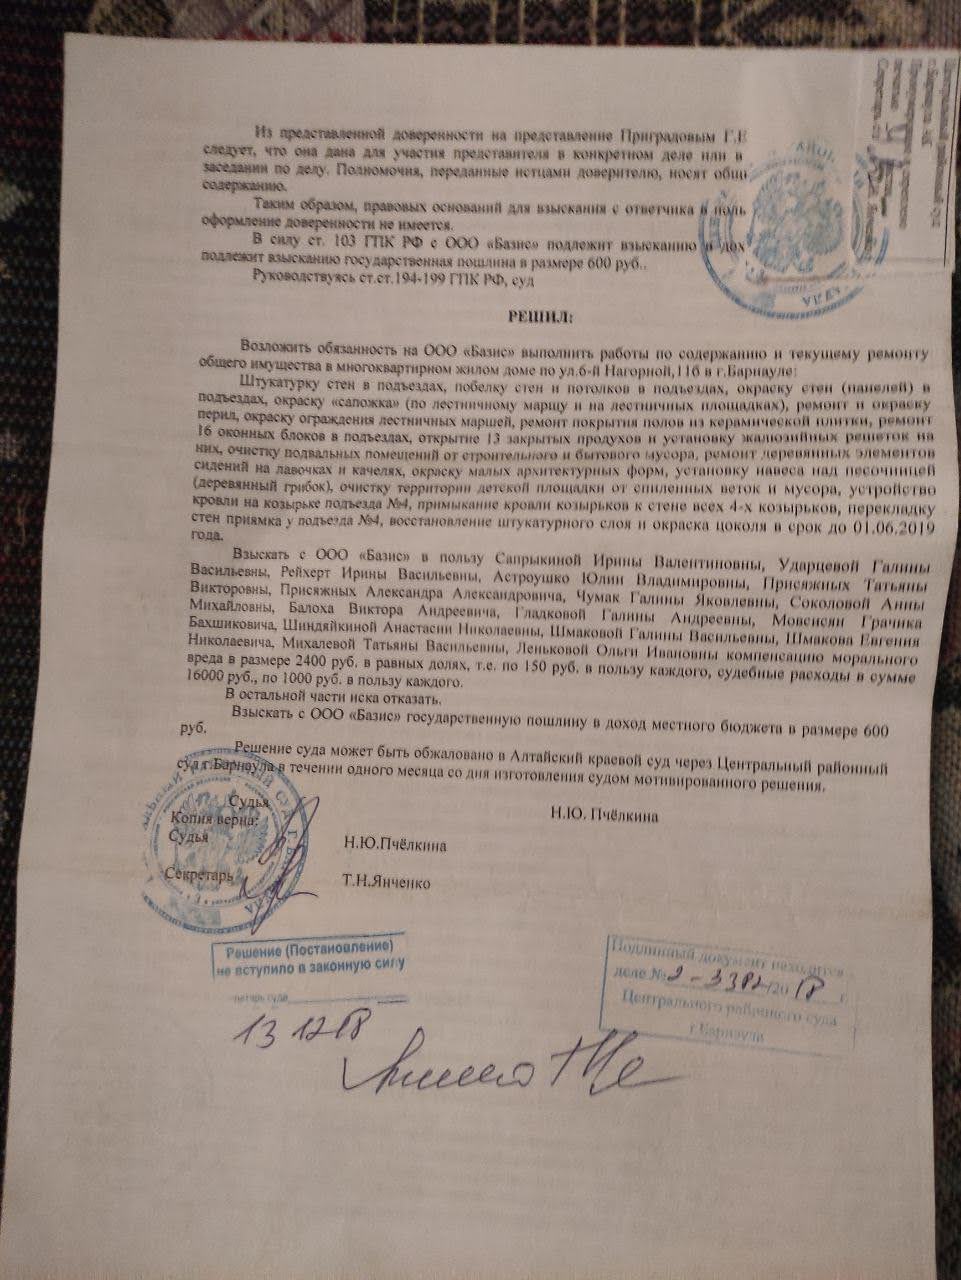 Из представленной доверенности на представление Приградовым Г.Е
следует, что она дана для участия представителя в конкретном деле или в
заседании по делу. Полномочия, переданные истцами доверителю, носят
содержанию.
Таким образом, правовых оснований для взыскания с ответчика в
оформление доверенности не имеется.
В силу ст. 103 ГПК РФ с ООО «Базис» подлежит взысканию в
подлежит взысканию государственная пошлина в размере 600 руб..
Руководствуясь ст.ст.194-199 ГПК РФ, суд
РЕШИЛ:
Возложить обязанность на ООО «Базис» выполнить работы по содержанию и текущему ремонту
общего имущества в многоквартирном жилом доме по ул.6-й Нагорной,11б в г.Барнауле:
Штукатурку стен в подъездах, побелку стен и потолков в подъездах, окраску стен (панелей) в
подъездах, окраску «сапожка» (по лестничному маршу и на лестничных площадках), ремонт и окраску
перил, окраску ограждения лестничных маршей, ремонт покрытия полов из керамической плитки, ремонт
16 оконных блоков в подъездах, открытие 13 закрытых продухов и установку жалюзийных решеток на
них, очистку подвальных помещений от строительного и бытового мусора, ремонт деревянных элементов
сидений на лавочках и качелях, окраску малых архитектурных форм, установку навеса над песочницей
(деревянный грибок), очистку территории детской площадки от спиленных веток и мусора, устройство
кровли на козырьке подъезда №4, примыкание кровли козырьков к стене всех 4-х козырьков, перекладку
стен приямка у подъезда №4, восстановление штукатурного слоя и окраска цоколя в срок до 01.06.2019
года.
Взыскать с ООО «Базис» в пользу Сапрыкиной Ирины Валентиновны, Ударцевой Галины
Васильевны, Рейхерт Ирины Васильевны, Астроушко Юлии Владимировны, Присяжных Татьяны
Викторовны, Присяжных Александра Александровича, Чумак Галины Яковлевны, Соколовой Анны
Михайловны, Балоха Виктора Андреевича, Гладковой Галины Андреевны, Мовсисян Грачика
Бахшиковича, Шиндяйкиной Анастасии Николаевны, Шмаковой Галины Васильевны, Шмакова Евгения
Николаевича, Михалевой Татьяны Васильевны, Леньковой Ольги Ивановны компенсацию морального
вреда в размере 2400 руб. в равных долях, т.е. по 150 руб. в пользу каждого, судебные расходы в сумме
16000 руб., по 1000 руб. в пользу каждого.
В остальной части иска отказать.
Взыскать с ООО «Базис» государственную пошлину в доход местного бюджета в размере 600
руб.
Решение суда может быть обжаловано в Алтайский краевой суд через Центральный районный
суд г.Барнаула в течении одного месяца со дня изготовления судом мотивированного решения.
Судья Н.Ю. Пчёлкина
Копия верна:
Судья Н.Ю.Пчёлкина
Секретарь Т.Н.Янченко
Решение (Постановление)
не вступило в законную силу
13 12 18
Подлинный документ находится
деле № 2-3382/2018 г
Центрального районного суда
г.Барнаула